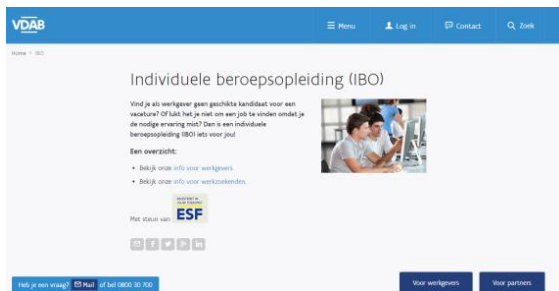 VDAB
Menu
Log in
Contact
Zoek
Home > IBO
Individuele beroepsopleiding (IBO)
Vind je als werkgever geen geschikte kandidaat voor een
vacature? Of lukt het je niet om een job te vinden omdat je
de nodige ervaring mist? Dan is een individuele
beroepsopleiding (IBO) iets voor jou!
Een overzicht:
• Bekijk onze info voor werkgevers.
• Bekijk onze info voor werkzoekenden.
Met steun van
ESF
Heb je een vraag? Mail of bel 0800 30 700
Voor werkgevers
Voor partners